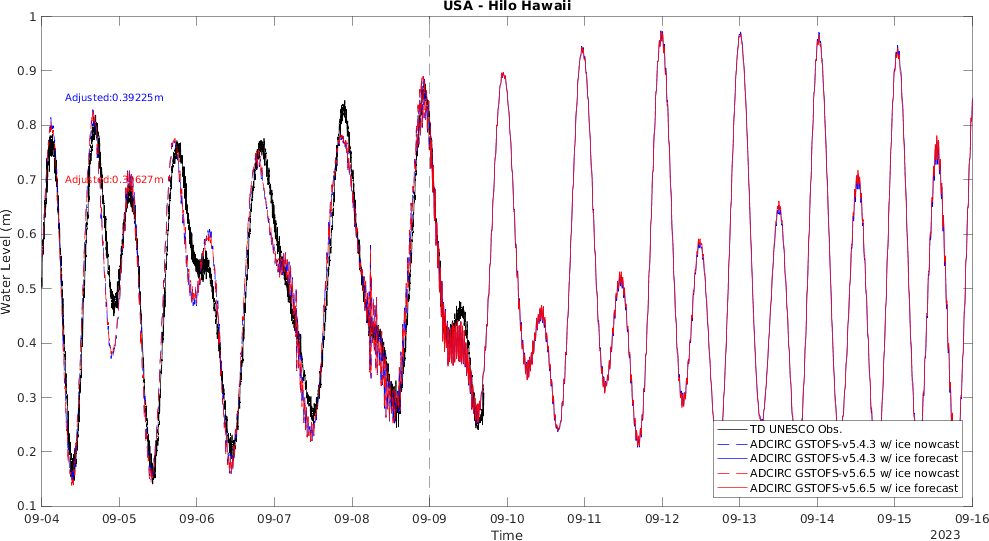 USA - Hilo Hawaii
Water Level (m)
1
0.9
0.8
0.7
0.6
0.5
0.4
0.3
0.2
0.1
Adjusted:0.39225m
TD UNESCO Obs.
ADCIRC GSTOFS-v5.4.3 w/ ice nowcast
ADCIRC GSTOFS-v5.4.3 w/ ice forecast
ADCIRC GSTOFS-v5.6.5 w/ ice nowcast
ADCIRC GSTOFS-v5.6.5 w/ ice forecast
09-04 09-05 09-06 09-07 09-08 09-09 09-10 09-11 09-12 09-13 09-14 09-15 09-16
Time
2023